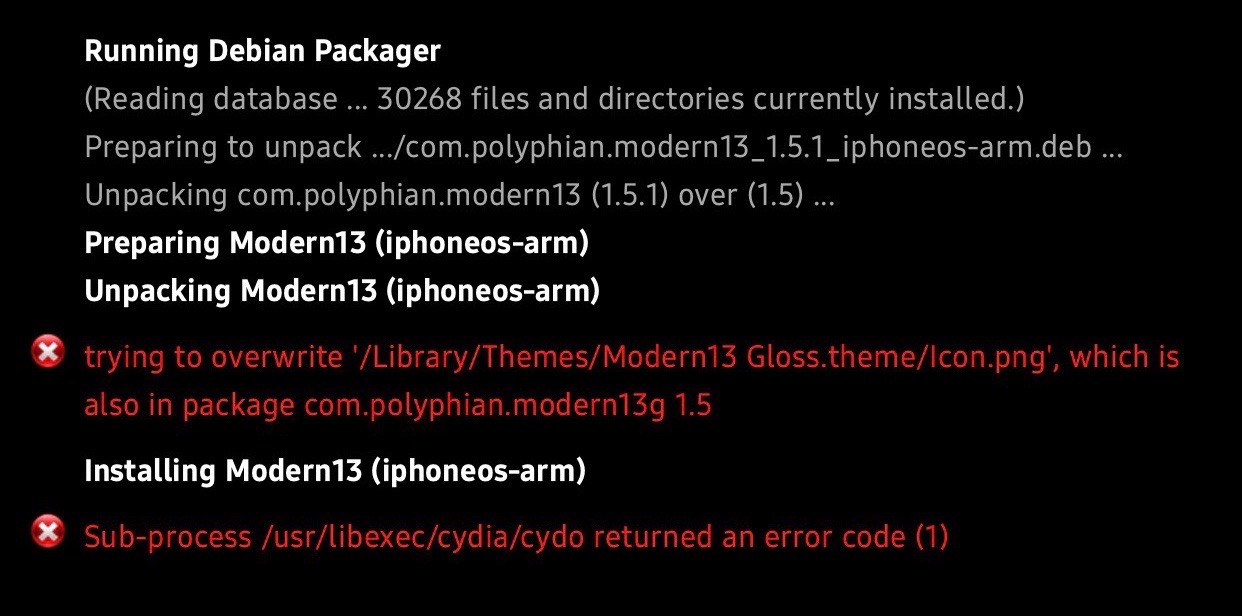 Running Debian Packager
(Reading database ... 30268 files and directories currently installed.)
Preparing to unpack .../com.polyphian.modern13_1.5.1_iphoneos-arm.deb ...
Unpacking com.polyphian.modern13 (1.5.1) over (1.5) ...
Preparing Modern13 (iphoneos-arm)
Unpacking Modern13 (iphoneos-arm)
trying to overwrite '/Library/Themes/Modern13 Gloss.theme/Icon.png', which is
also in package com.polyphian.modern13g 1.5
Installing Modern13 (iphoneos-arm)
Sub-process /usr/libexec/cydia/cydo returned an error code (1)